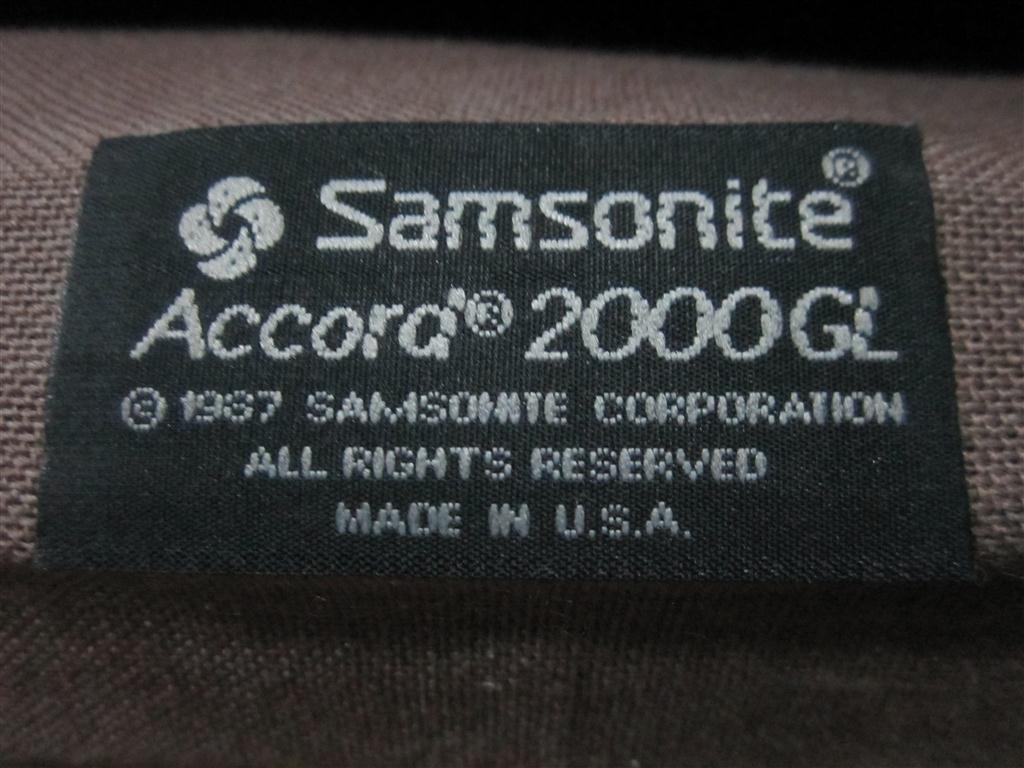 Samsonite®
Accord® 2000GL
© 1987 SAMSONITE CORPORATION
ALL RIGHTS RESERVED
MADE IN U.S.A.